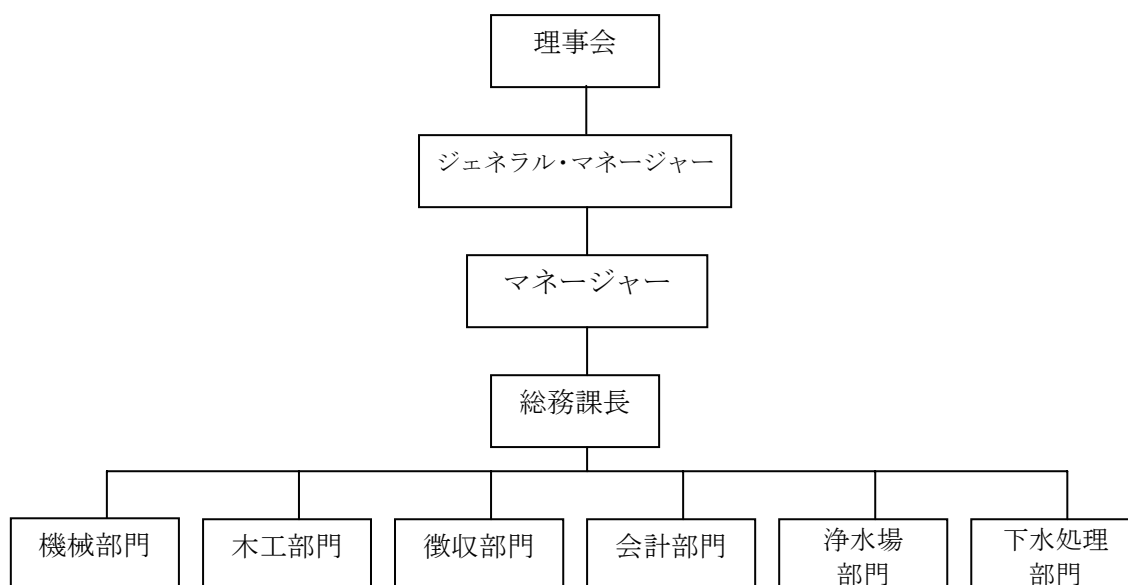 理事会
ジェネラル・マネージャー
マネージャー
総務課長
機械部門
木工部門
徴収部門
会計部門
浄水場
部門
下水処理
部門